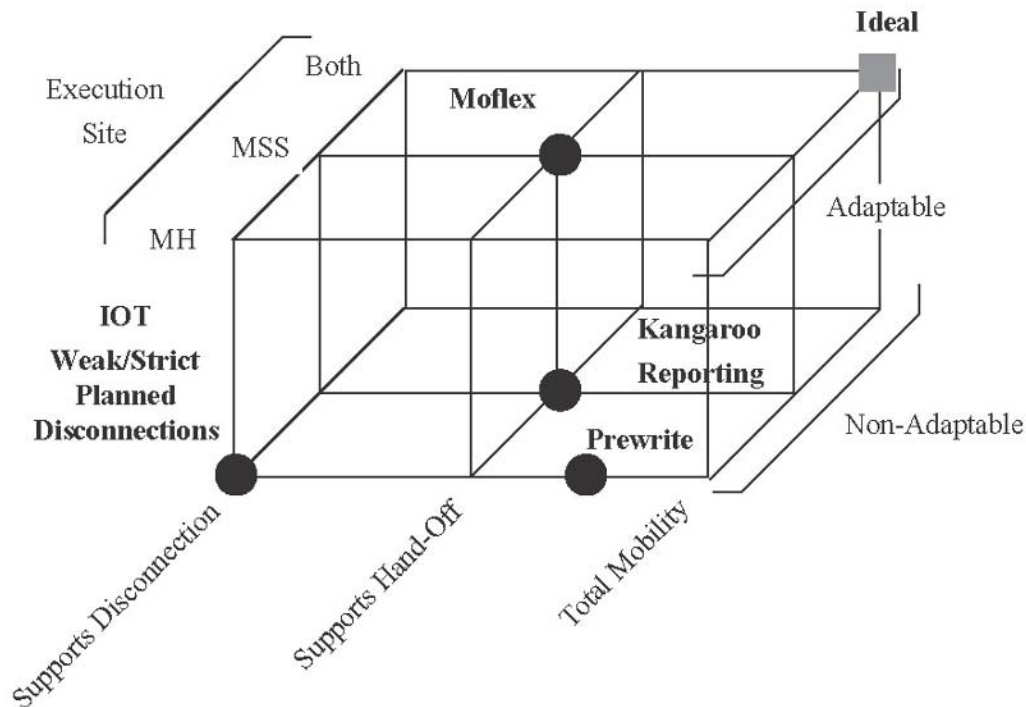 Ideal
Both
Execution
Site
Moflex
MSS
Adaptable
MH
IOT
Weak/Strict
Planned
Disconnections
Kangaroo
Reporting
Non-Adaptable
Prewrite
Supports Disconnection
Supports Hand-Off
Total Mobility